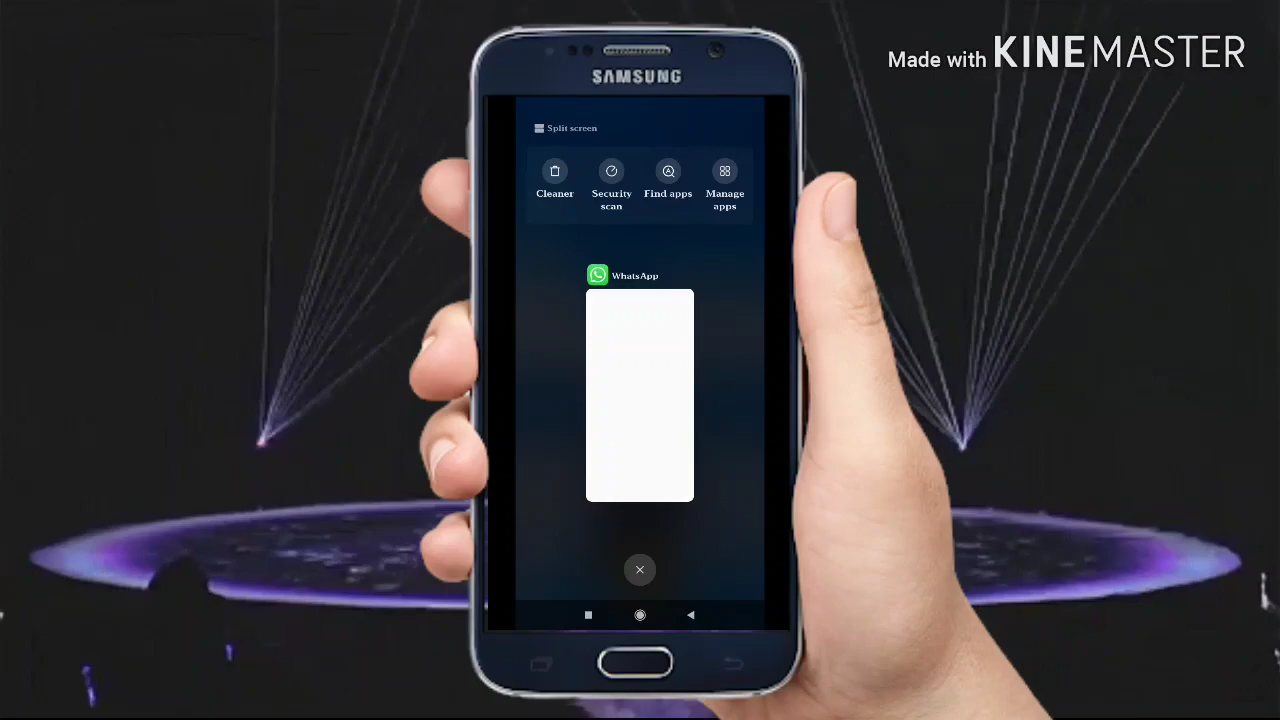 Made with KINEMASTER
SAMSUNG
Split screen
Cleaner
Security scan
Find apps
Manage apps
WhatsApp